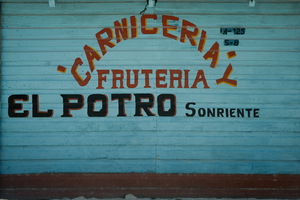 CARNICERIA Y
FRUTERIA
EL POTRO SONRIENTE